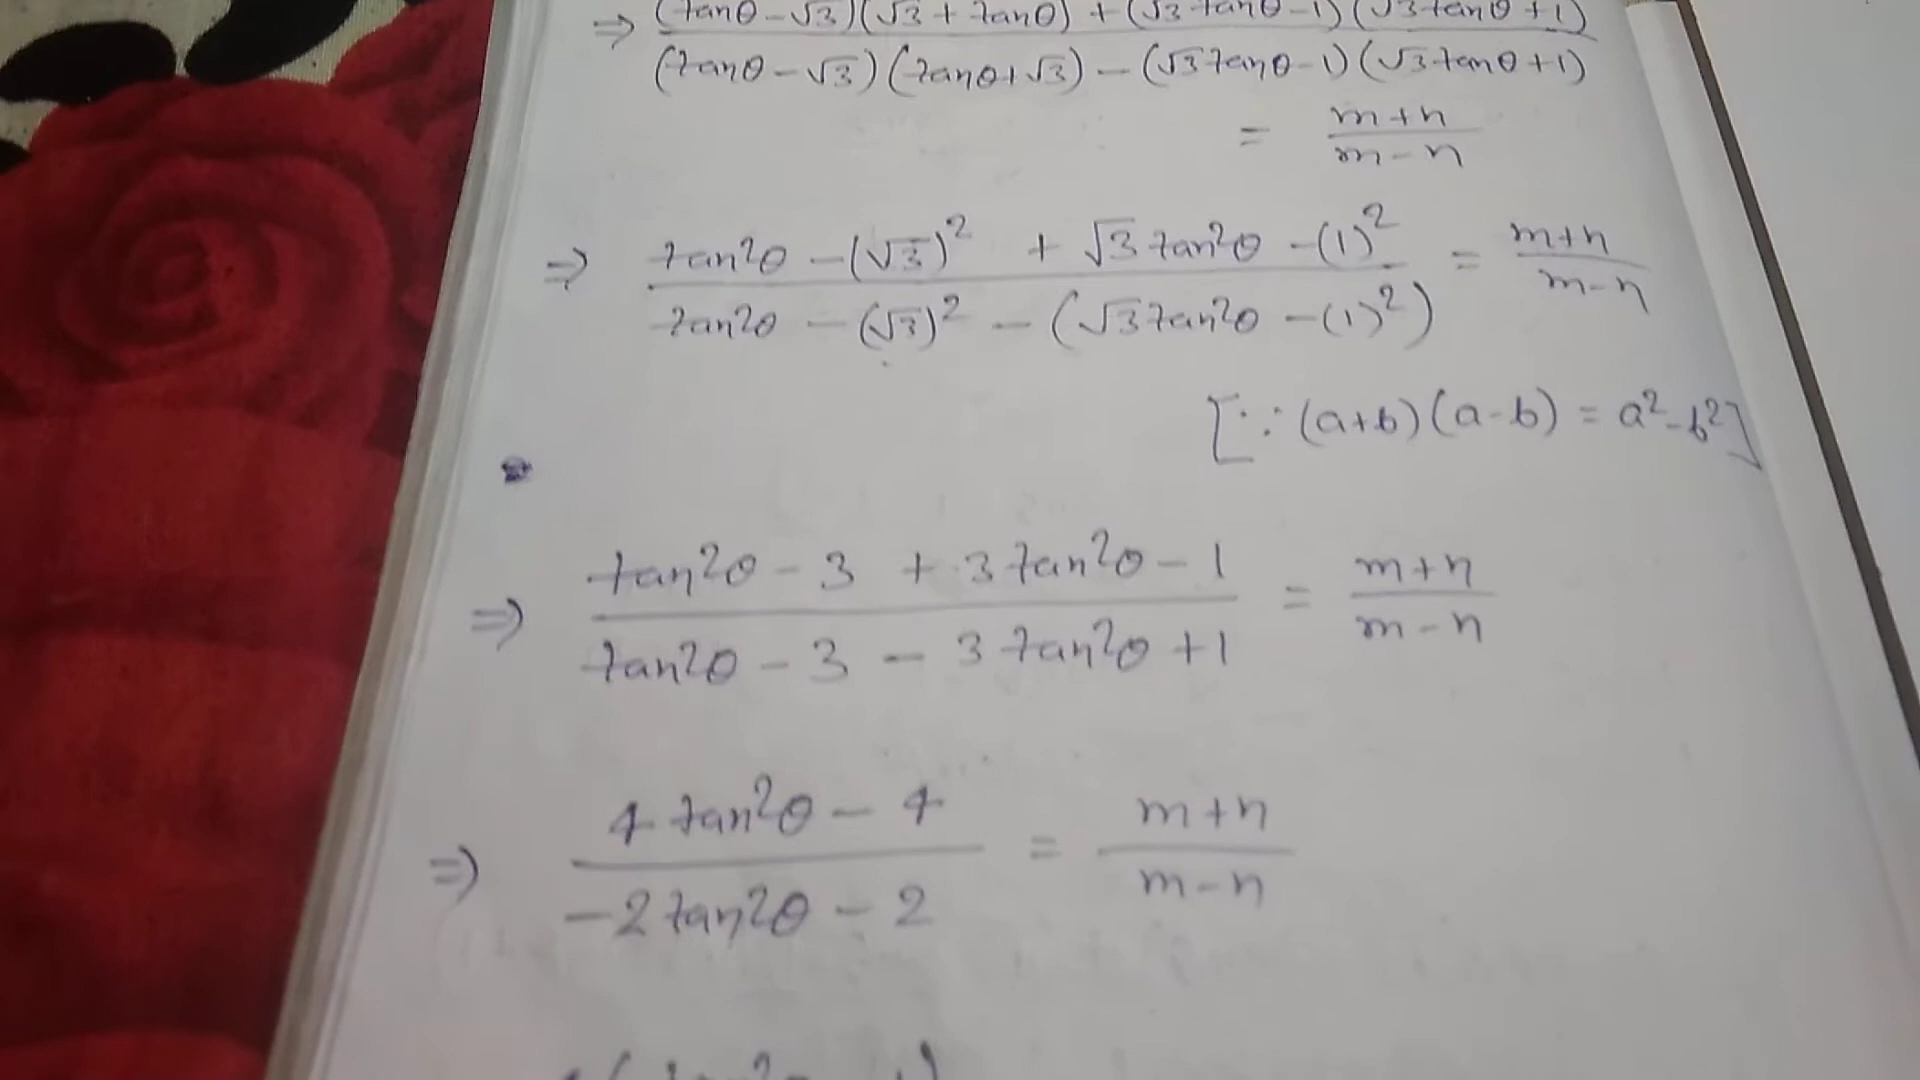 ⇒ (tanθ - √3)(√3 + tanθ) + (√3 tanθ - 1)(√3 tanθ + 1)
(tanθ - √3)(tanθ + √3) - (√3 tanθ - 1)(√3 tanθ + 1)
= m+n
m-n
⇒ tan²θ - (√3)² + √3 tan²θ - (1)² = m+n
tan²θ - (√3)² - (√3 tan²θ - (1)²) m-n
[∵ (a+b)(a-b) = a²-b²]
⇒ tan²θ - 3 + 3 tan²θ - 1 = m+n
tan²θ - 3 - 3 tan²θ + 1 m-n
⇒ 4 tan²θ - 4 = m+n
-2 tan²θ - 2 m-n